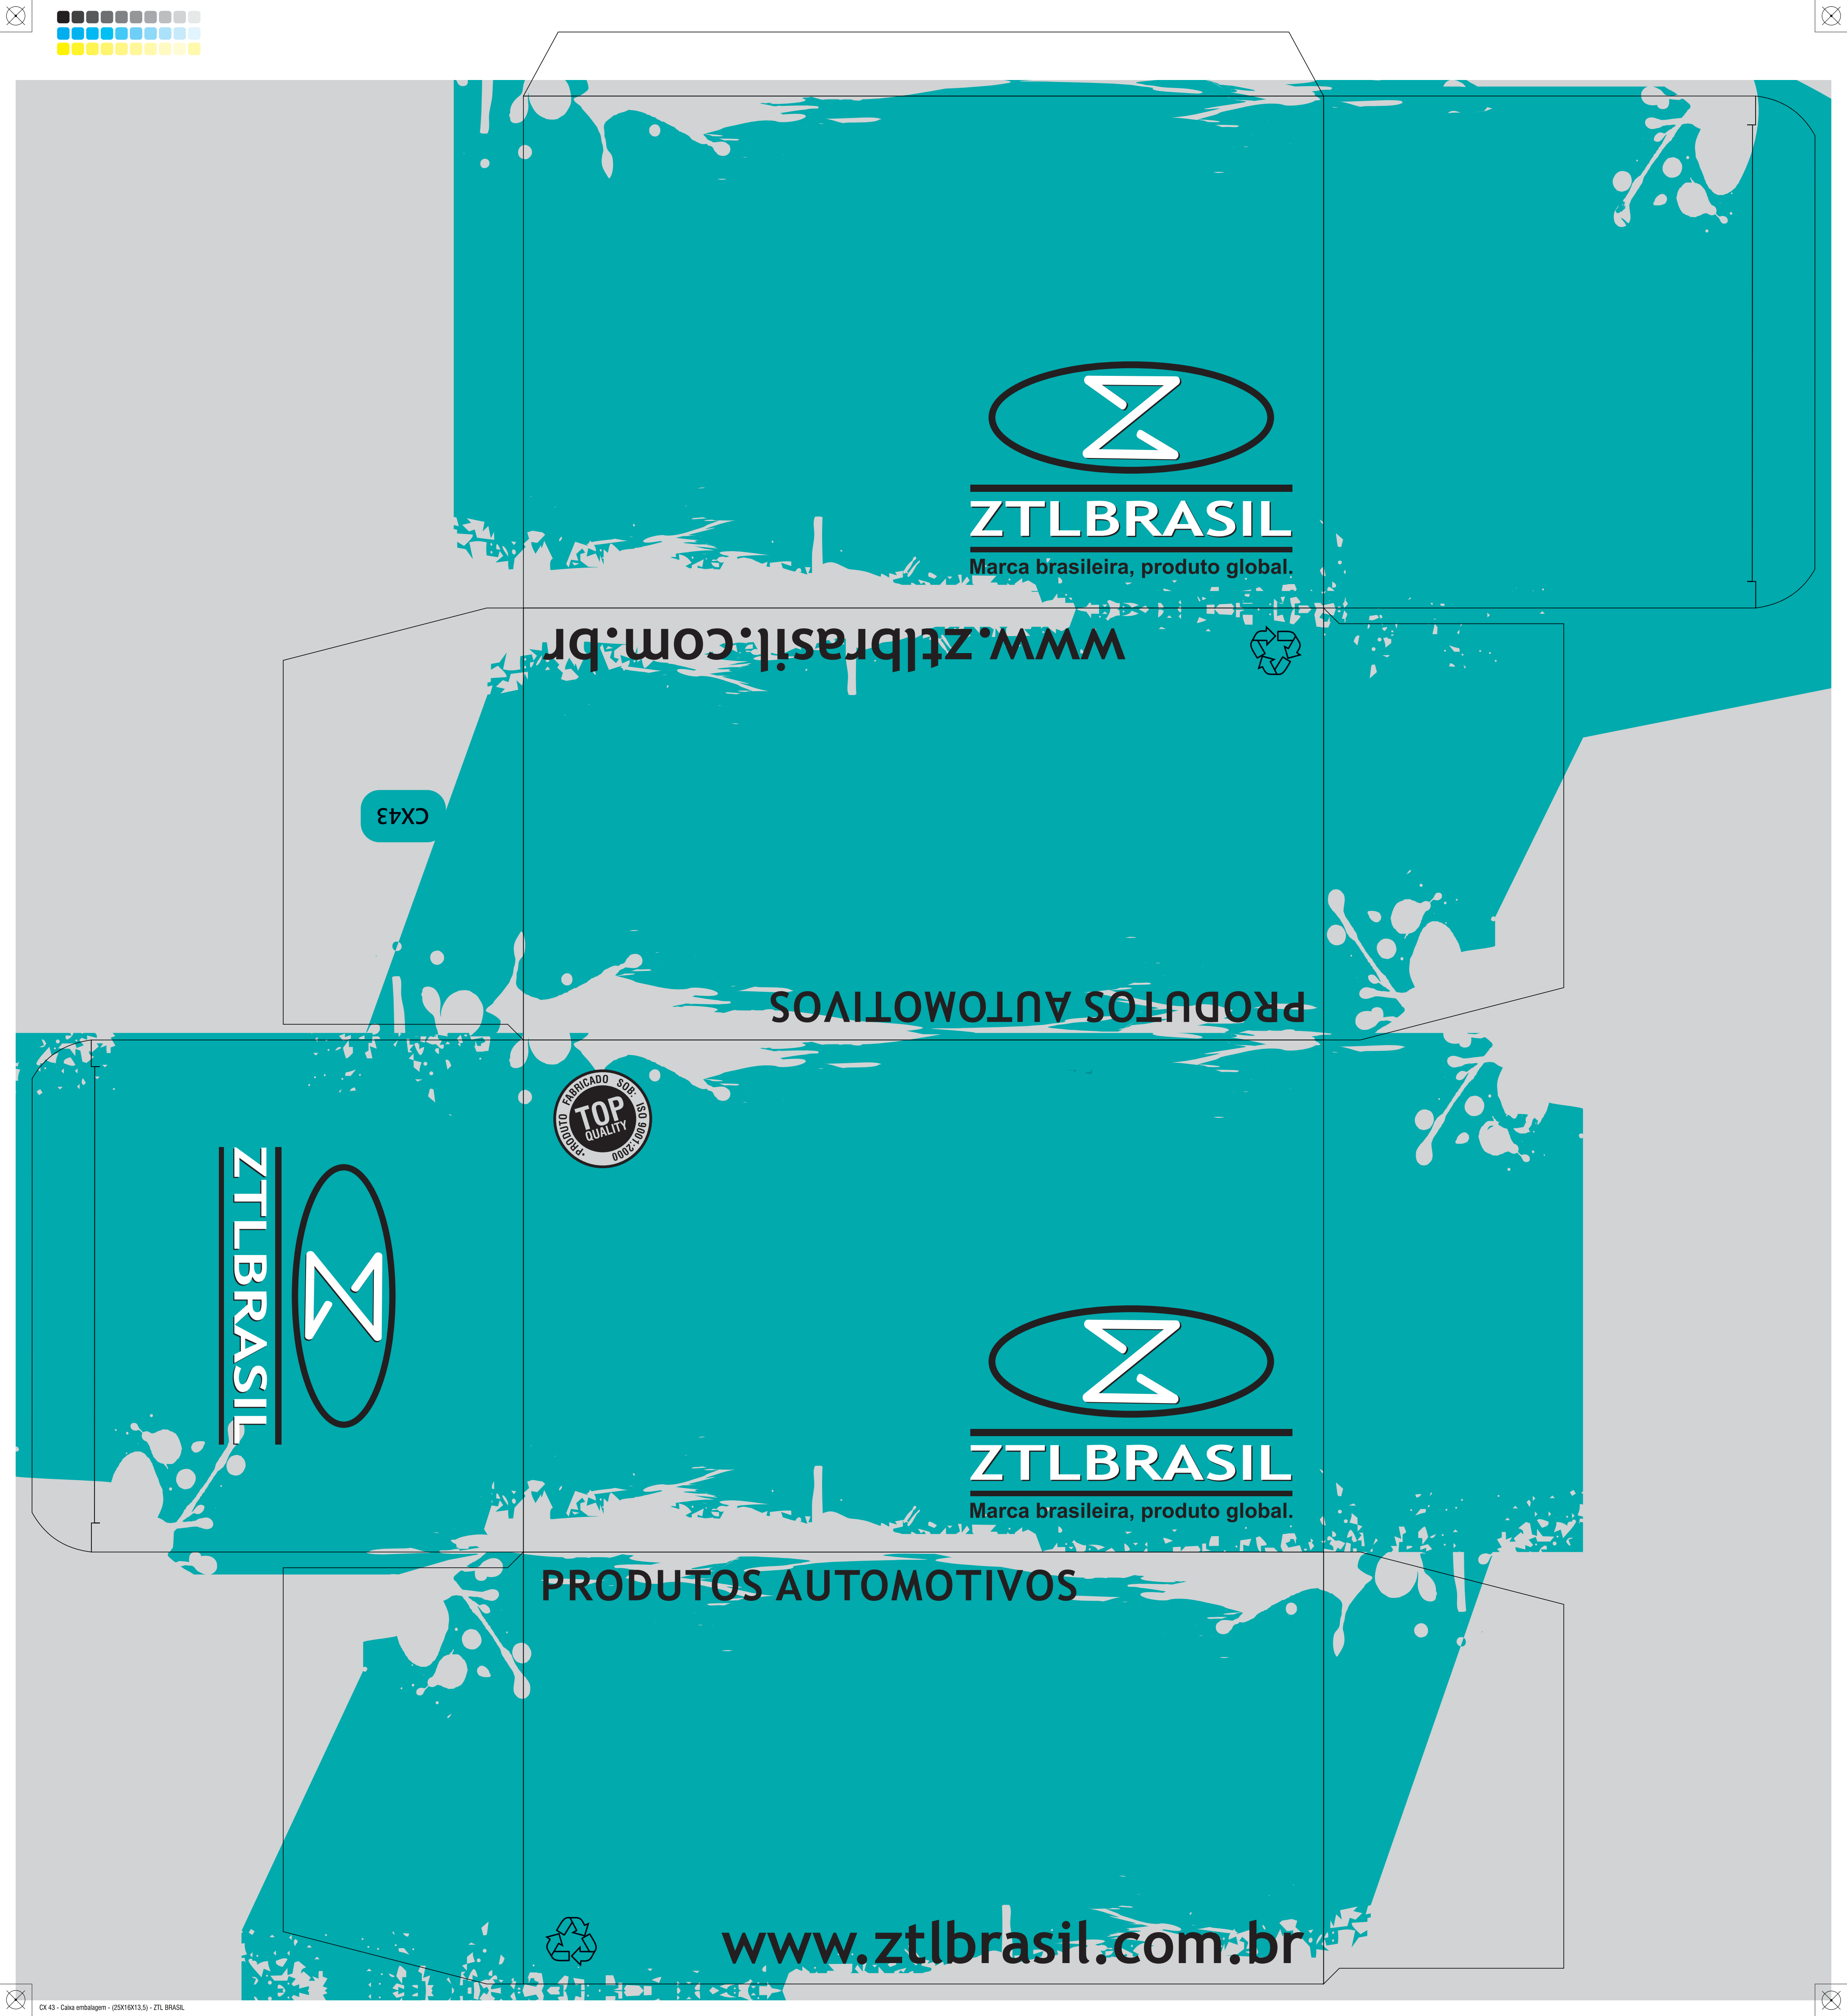 ZTLBRASIL
Marca brasileira, produto global.
www.ztlbrasil.com.br
CX43
PRODUTOS AUTOMOTIVOS
•PRODUTO FABRICADO SOB: ISO 9001:2000
TOP
QUALITY
ZTLBRASIL
ZTLBRASIL
Marca brasileira, produto global.
PRODUTOS AUTOMOTIVOS
www.ztlbrasil.com.br
CX 43 - Caixa embalagem - (25X16X13,5) - ZTL BRASIL